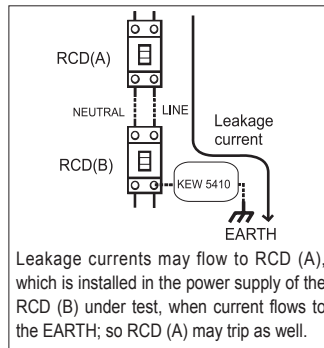 RCD(A)
NEUTRAL LINE
Leakage
current
RCD(B)
KEW 5410
EARTH
Leakage currents may flow to RCD (A),
which is installed in the power supply of the
RCD (B) under test, when current flows to
the EARTH; so RCD (A) may trip as well.